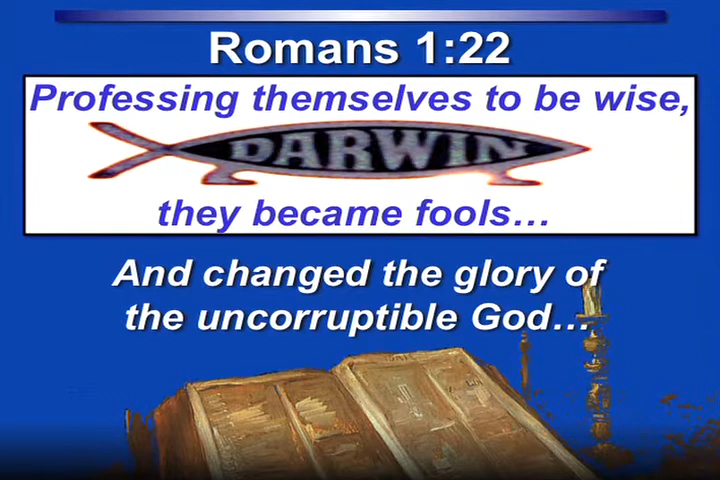 Romans 1:22
Professing themselves to be wise,
DARWIN
they became fools…
And changed the glory of
the uncorruptible God…